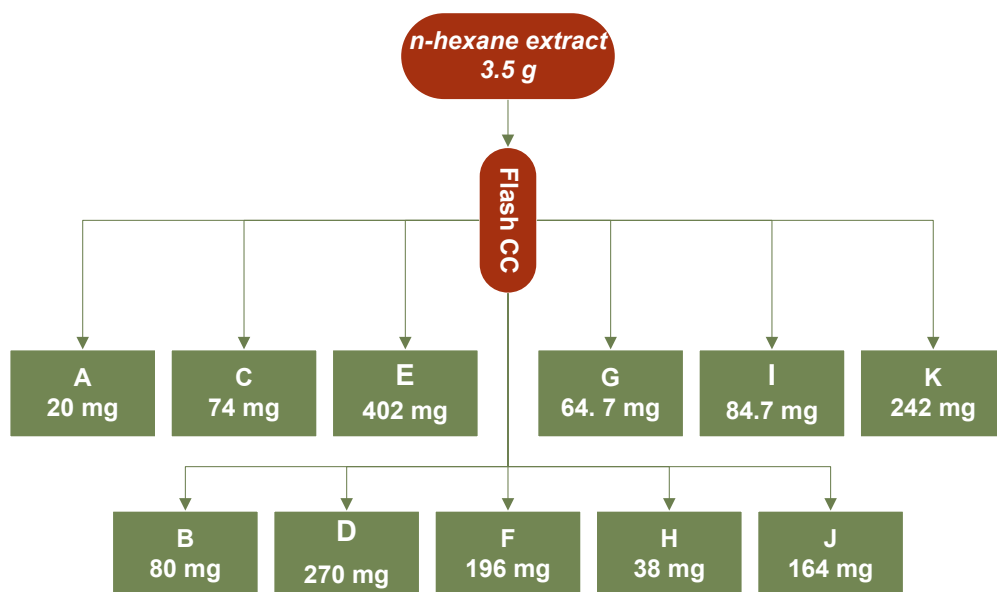 n-hexane extract
3.5 g
Flash CC
A
20 mg
C
74 mg
E
402 mg
G
64. 7 mg
I
84.7 mg
K
242 mg
B
80 mg
D
270 mg
F
196 mg
H
38 mg
J
164 mg